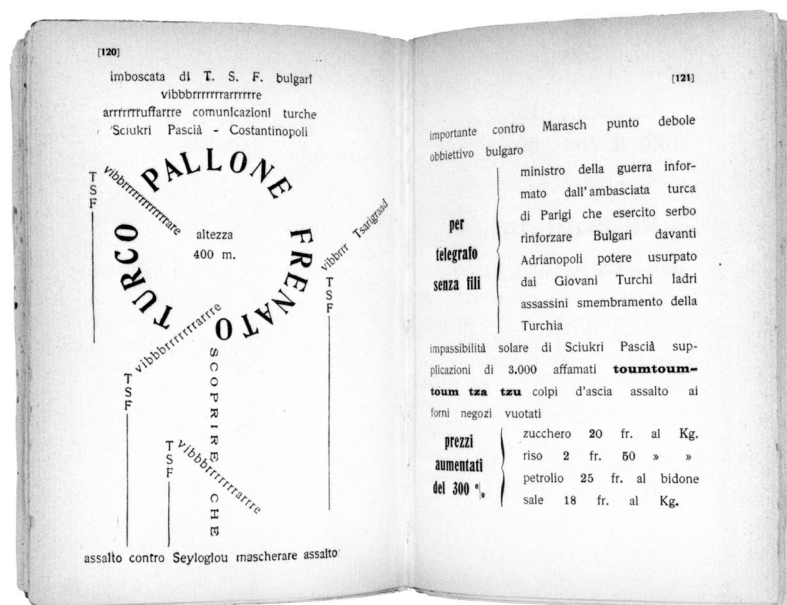 [120]
imboscata di T. S. F. bulgari
vibbbrrrrrrrarrrrrre
arrrrrrruffarrre comunicazioni turche
Sciukri Pascià - Costantinopoli
PALLONE FRENATO TURCO
altezza
400 m.
TSF
vibbrrrrrrrrrrrrrare
TSF
vibbrrr Tsarigraad
TSF
vibbbrrrrrrrarrre
TSF
vibbbrrrrrrrarrre
SCOPRIRE CHE
assalto contro Seyloglou mascherare assalto
[121]
importante contro Marasch punto debole
obbiettivo bulgaro
per
telegrafo
senza fili
ministro della guerra infor-
mato dall'ambasciata turca
di Parigi che esercito serbo
rinforzare Bulgari davanti
Adrianopoli potere usurpato
dai Giovani Turchi ladri
assassini smembramento della
Turchia
impassibilità solare di Sciukri Pascià sup-
plicazioni di 3.000 affamati toumtoum-
toum tza tzu colpi d'ascia assalto ai
forni negozi vuotati
prezzi
aumentati
del 300 %
zucchero 20 fr. al Kg.
riso 2 fr. 50 » »
petrolio 25 fr. al bidone
sale 18 fr. al Kg.